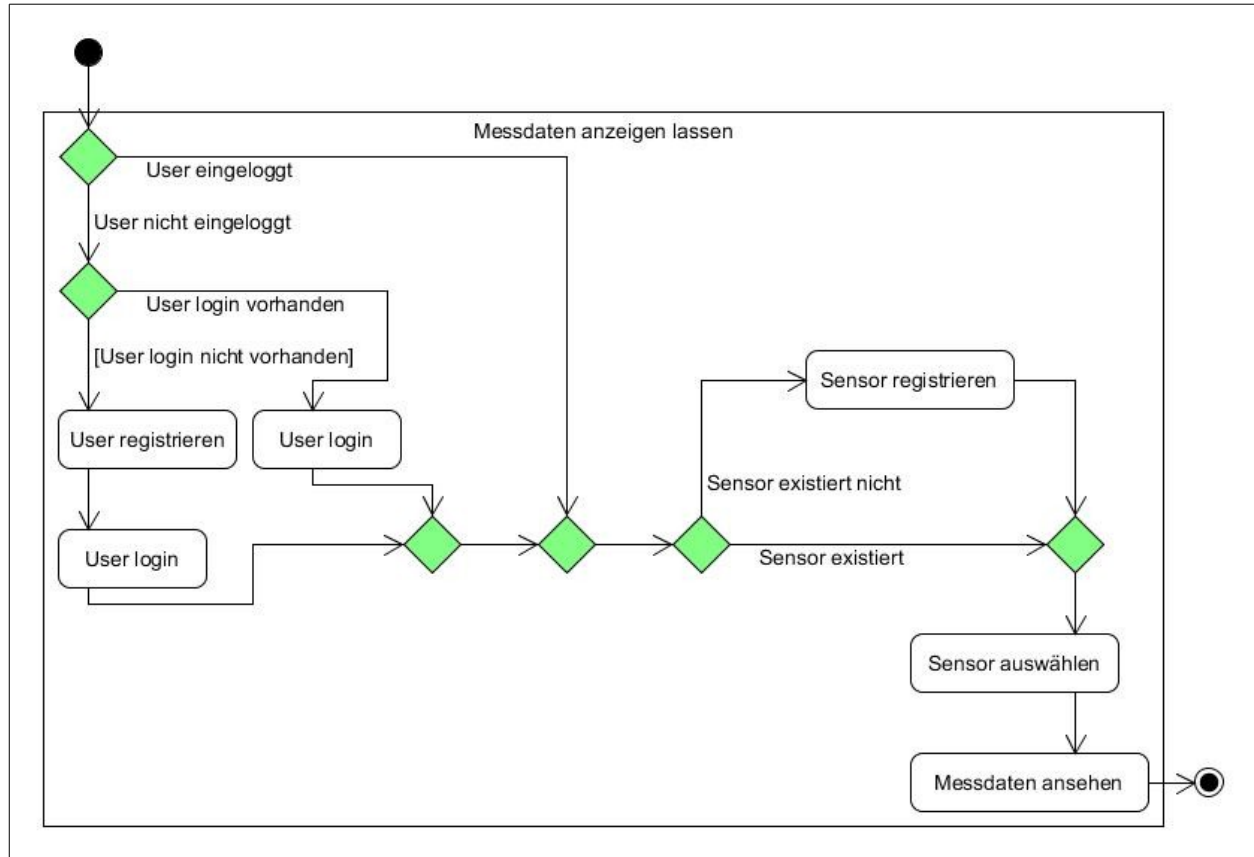 Messdaten anzeigen lassen
User eingeloggt
User nicht eingeloggt
User login vorhanden
[User login nicht vorhanden]
Sensor registrieren
User registrieren
User login
Sensor existiert nicht
User login
Sensor existiert
Sensor auswählen
Messdaten ansehen